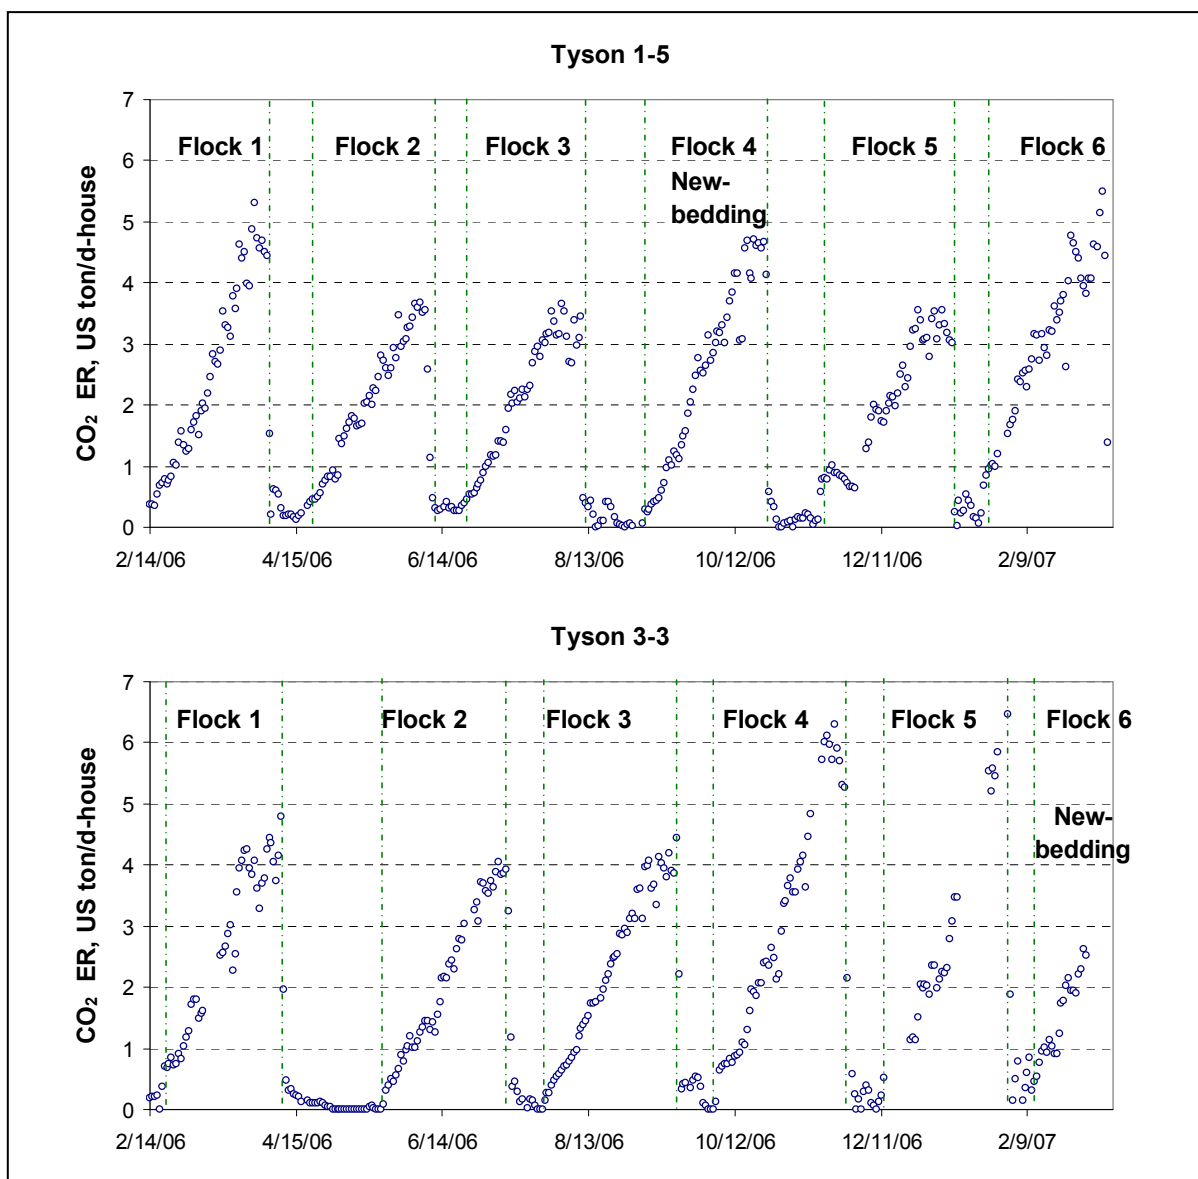 Tyson 1-5
7
Flock 1 Flock 2 Flock 3 Flock 4 Flock 5 Flock 6
6
New-
bedding
5
4
3
2
1
0
CO₂ ER, US ton/d-house
2/14/06 4/15/06 6/14/06 8/13/06 10/12/06 12/11/06 2/9/07
Tyson 3-3
7
Flock 1 Flock 2 Flock 3 Flock 4 Flock 5 Flock 6
6
5
New-
bedding
4
3
2
1
0
CO₂ ER, US ton/d-house
2/14/06 4/15/06 6/14/06 8/13/06 10/12/06 12/11/06 2/9/07